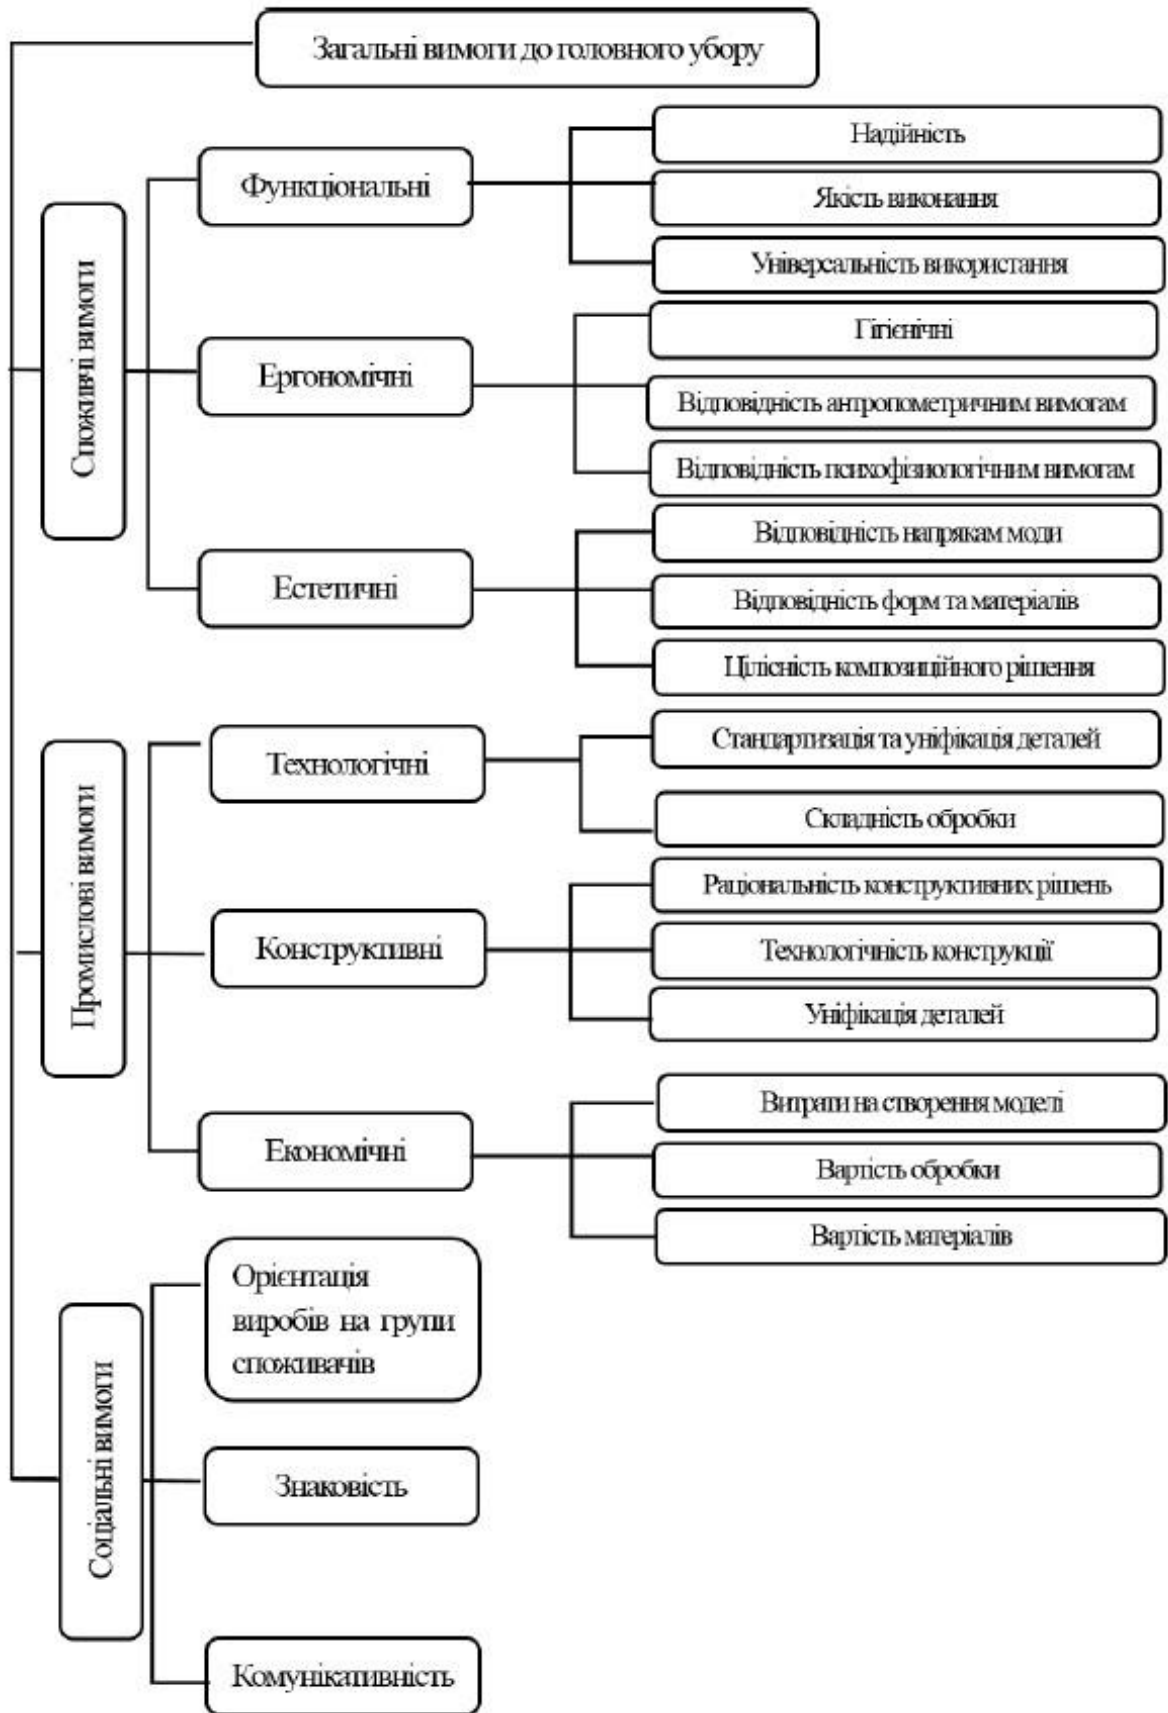 Загальні вимоги до головного убору
Споживчі вимоги
Функціональні
Надійність
Якість виконання
Універсальність використання
Ергономічні
Гігієнічні
Відповідність антропометричним вимогам
Відповідність психофізиологічним вимогам
Естетичні
Відповідність напрякам моди
Відповідність форм та матеріалів
Цілісність композиційного рішення
Промислові вимоги
Технологічні
Стандартизація та уніфікація деталей
Складність обробки
Конструктивні
Раціональність конструктивних рішень
Технологічність конструкції
Уніфікація деталей
Економічні
Витрати на створення моделі
Вартість обробки
Вартість матеріалів
Соціальні вимоги
Орієнтація
виробів на групи
споживачів
Знаковість
Комунікативність